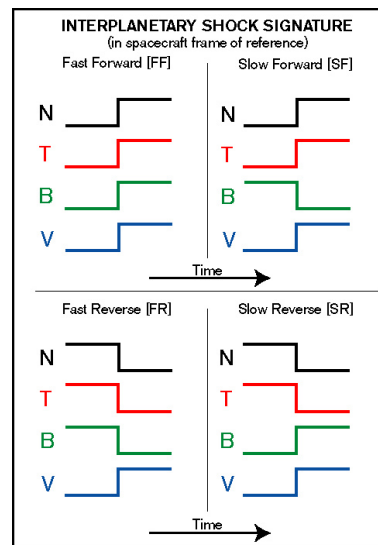 INTERPLANETARY SHOCK SIGNATURE
(in spacecraft frame of reference)
Fast Forward [FF]
N
T
B
V
Slow Forward [SF]
N
T
B
V
Time
Fast Reverse [FR]
N
T
B
V
Slow Reverse [SR]
N
T
B
V
Time